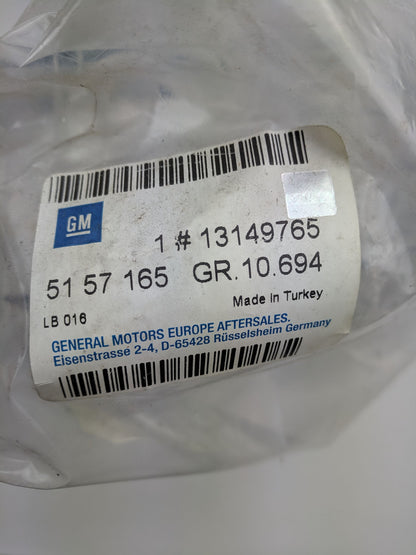 GM
1 # 13149765
51 57 165 GR.10.694
LB 016
Made in Turkey
GENERAL MOTORS EUROPE AFTERSALES.
Eisenstrasse 2-4, D-65428 Rüsselsheim Germany